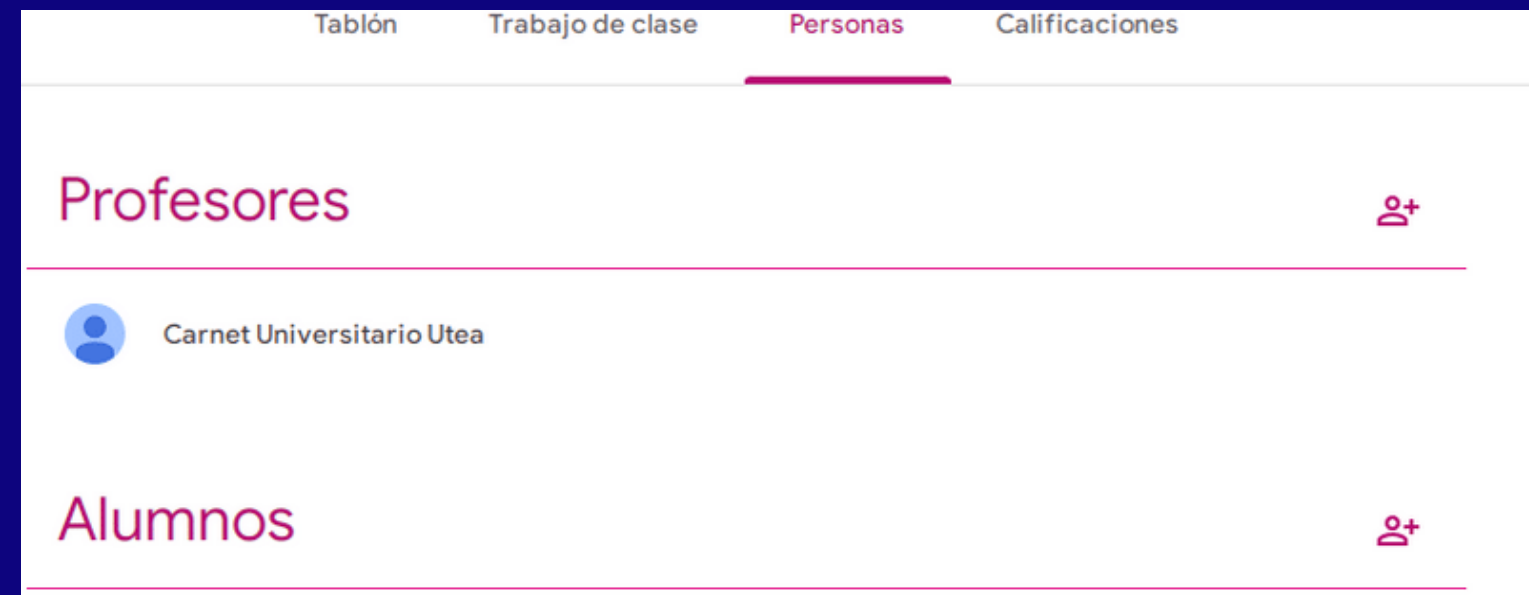 Tablón Trabajo de clase Personas Calificaciones
Profesores
Carnet Universitario Utea
Alumnos